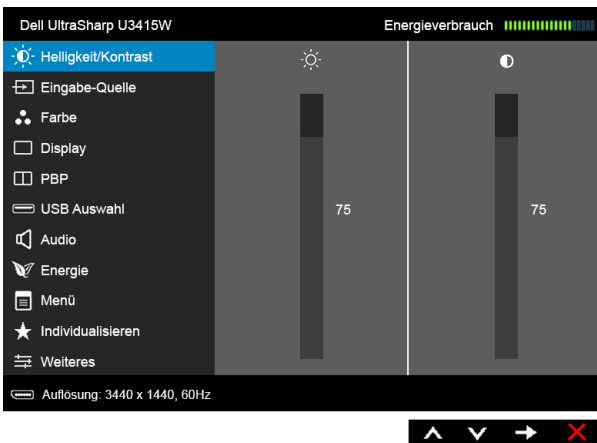 Dell UltraSharp U3415W
Energieverbrauch
Helligkeit/Kontrast
Eingabe-Quelle
Farbe
Display
PBP
USB Auswahl
75
75
Audio
Energie
Menü
Individualisieren
Weiteres
Auflösung: 3440 x 1440, 60Hz